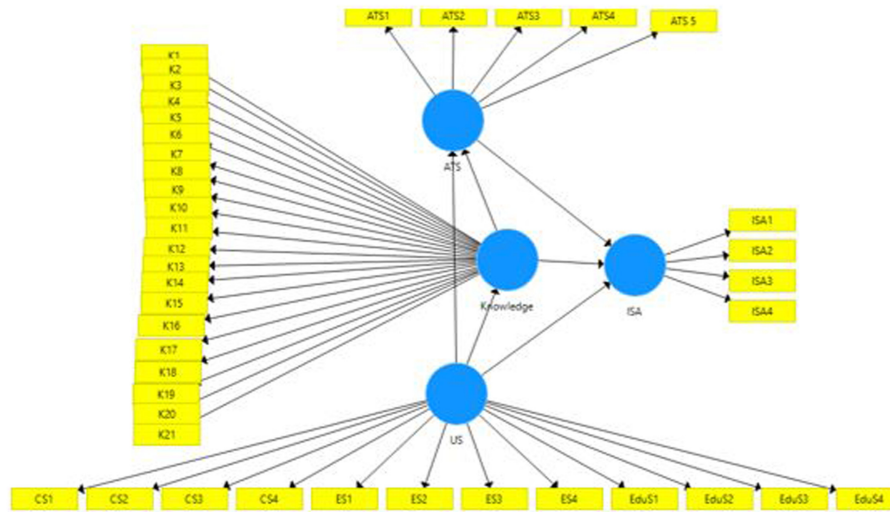 ATS1
ATS2
ATS3
ATS4
ATS 5
K1
K2
K3
K4
K5
K6
K7
K8
K9
K10
K11
K12
K13
K14
K15
K16
K17
K18
K19
K20
K21
ATS
Knowledge
ISA
ISA1
ISA2
ISA3
ISA4
US
CS1
CS2
CS3
CS4
ES1
ES2
ES3
ES4
EduS1
EduS2
EduS3
EduS4